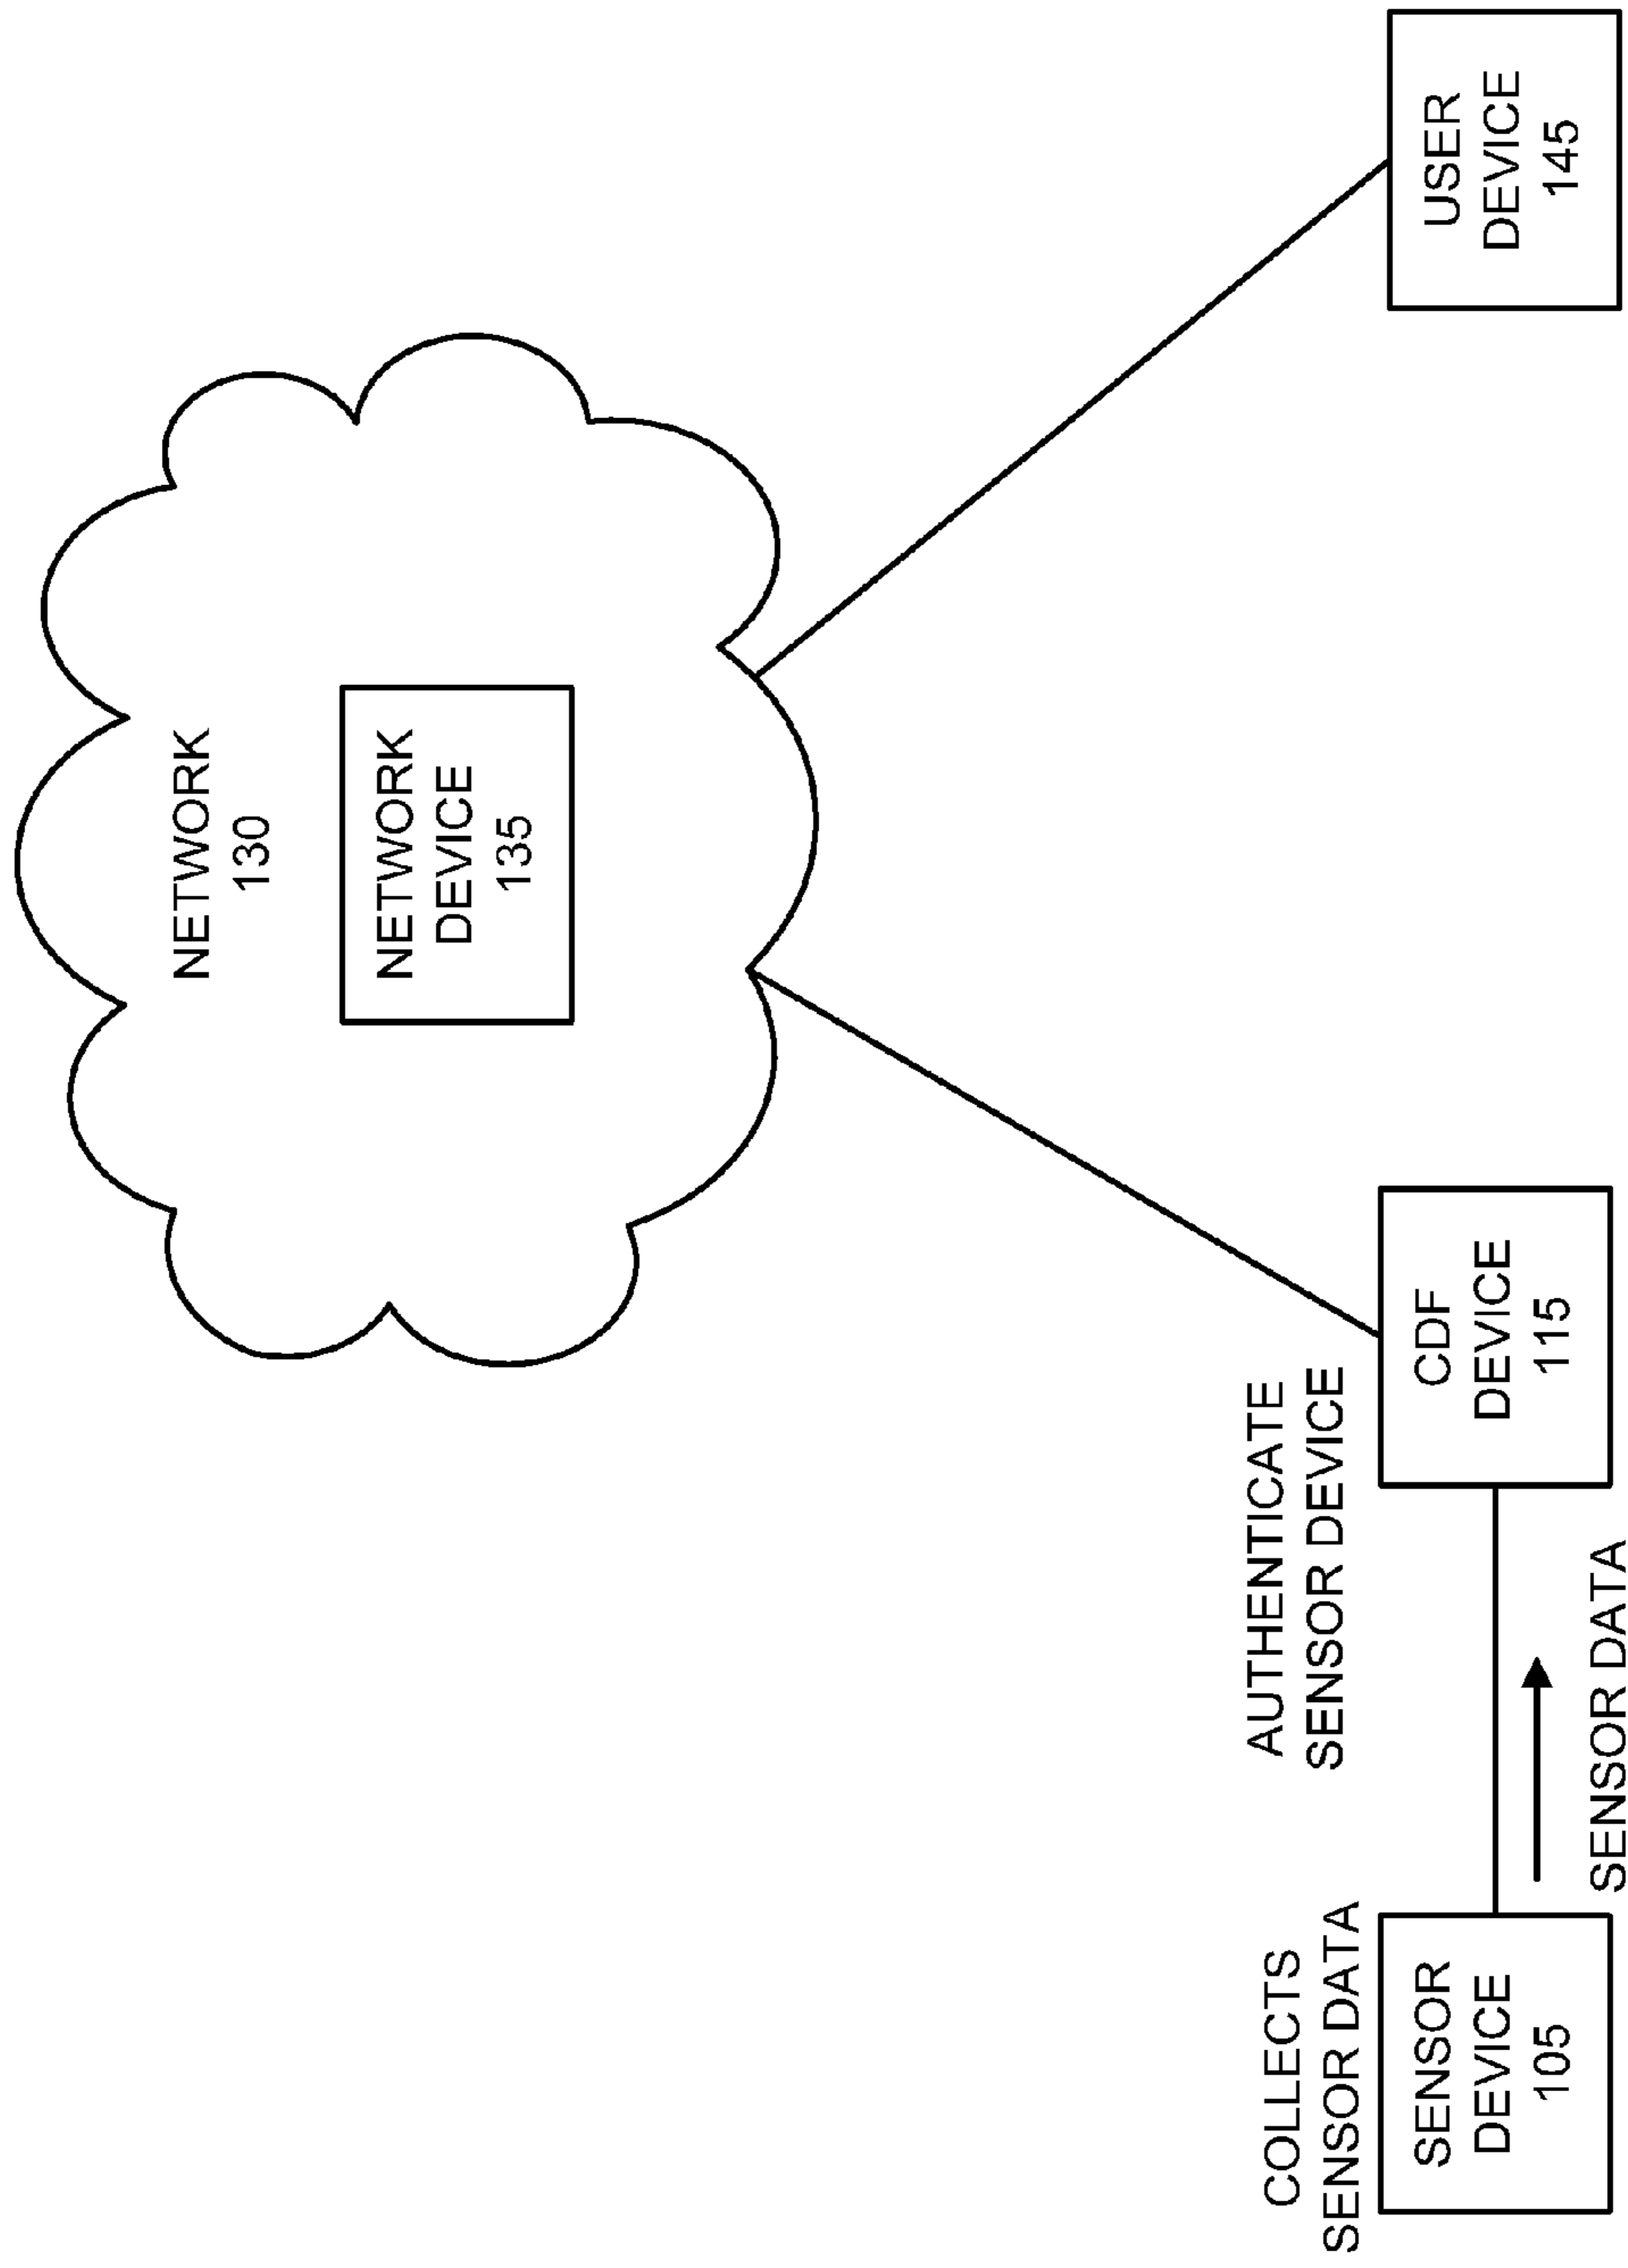 NETWORK
130
NETWORK
DEVICE
135
COLLECTS
SENSOR DATA
SENSOR
DEVICE
105
SENSOR DATA
AUTHENTICATE
SENSOR DEVICE
CDF
DEVICE
115
USER
DEVICE
145